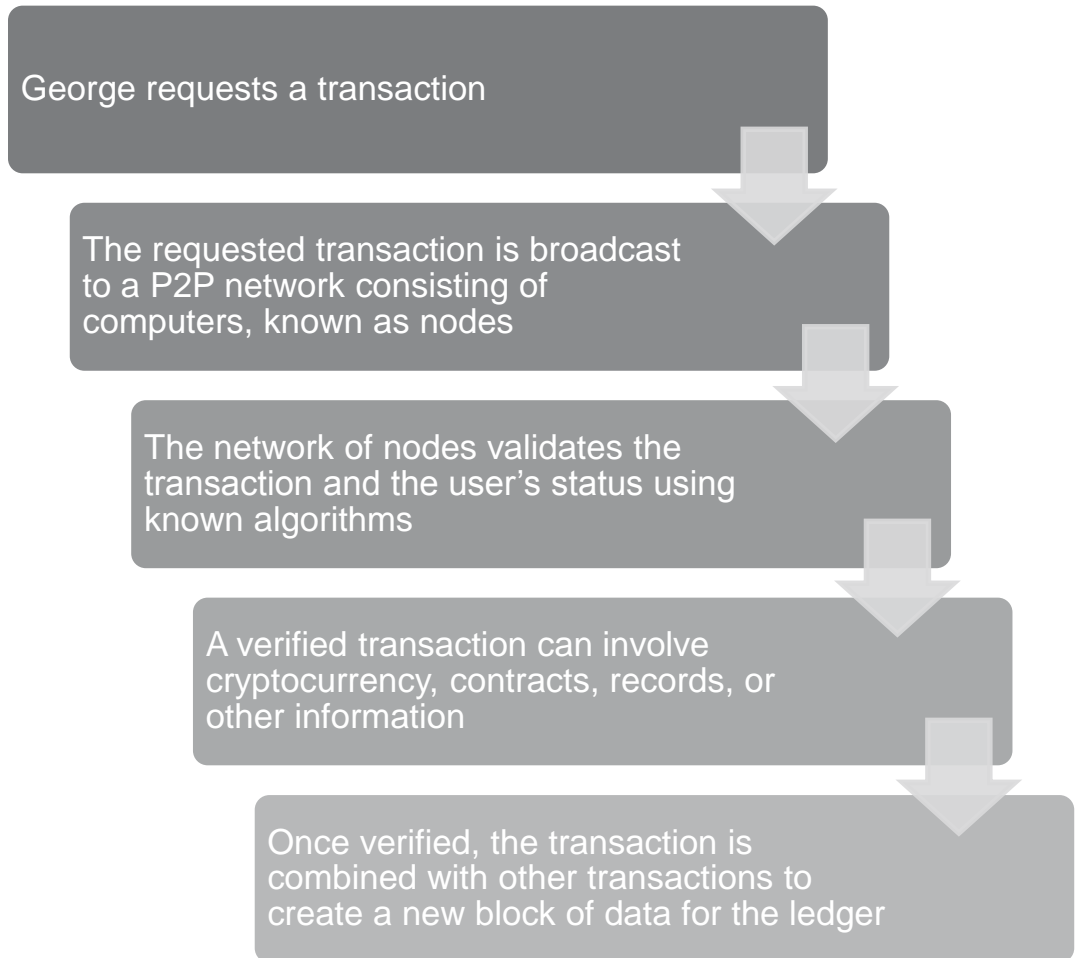 George requests a transaction
The requested transaction is broadcast
to a P2P network consisting of
computers, known as nodes
The network of nodes validates the
transaction and the user’s status using
known algorithms
A verified transaction can involve
cryptocurrency, contracts, records, or
other information
Once verified, the transaction is
combined with other transactions to
create a new block of data for the ledger